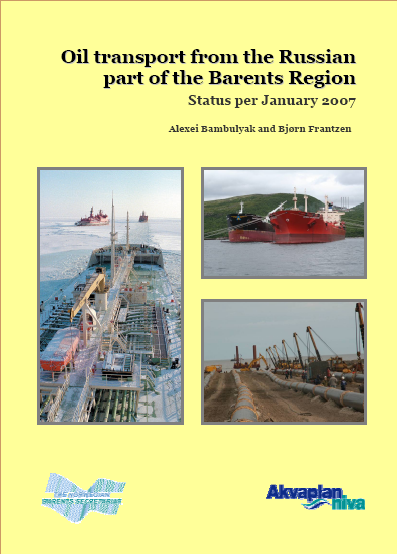 Oil transport from the Russian
part of the Barents Region
Status per January 2007
Alexei Bambulyak and Bjørn Frantzen
THE NORWEGIAN
BARENTS SECRETARIAT
Akvaplan
niva